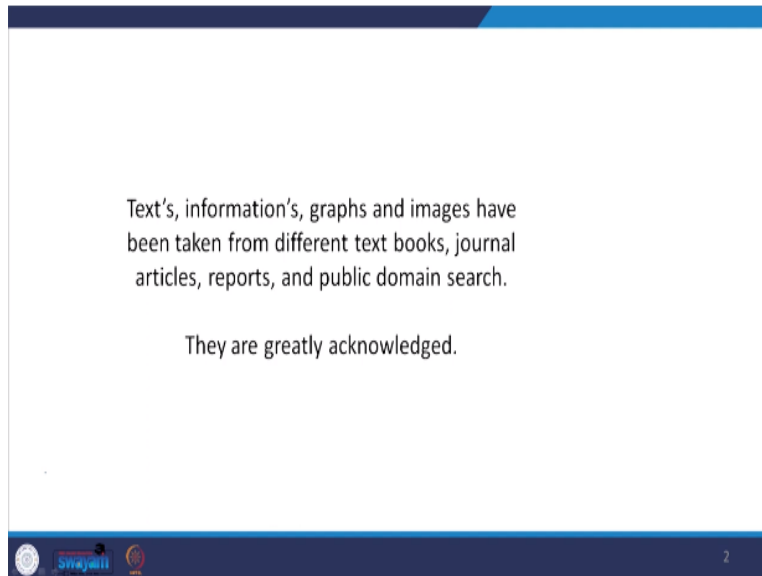 Text's, information's, graphs and images have
been taken from different text books, journal
articles, reports, and public domain search.
They are greatly acknowledged.
swayam
2